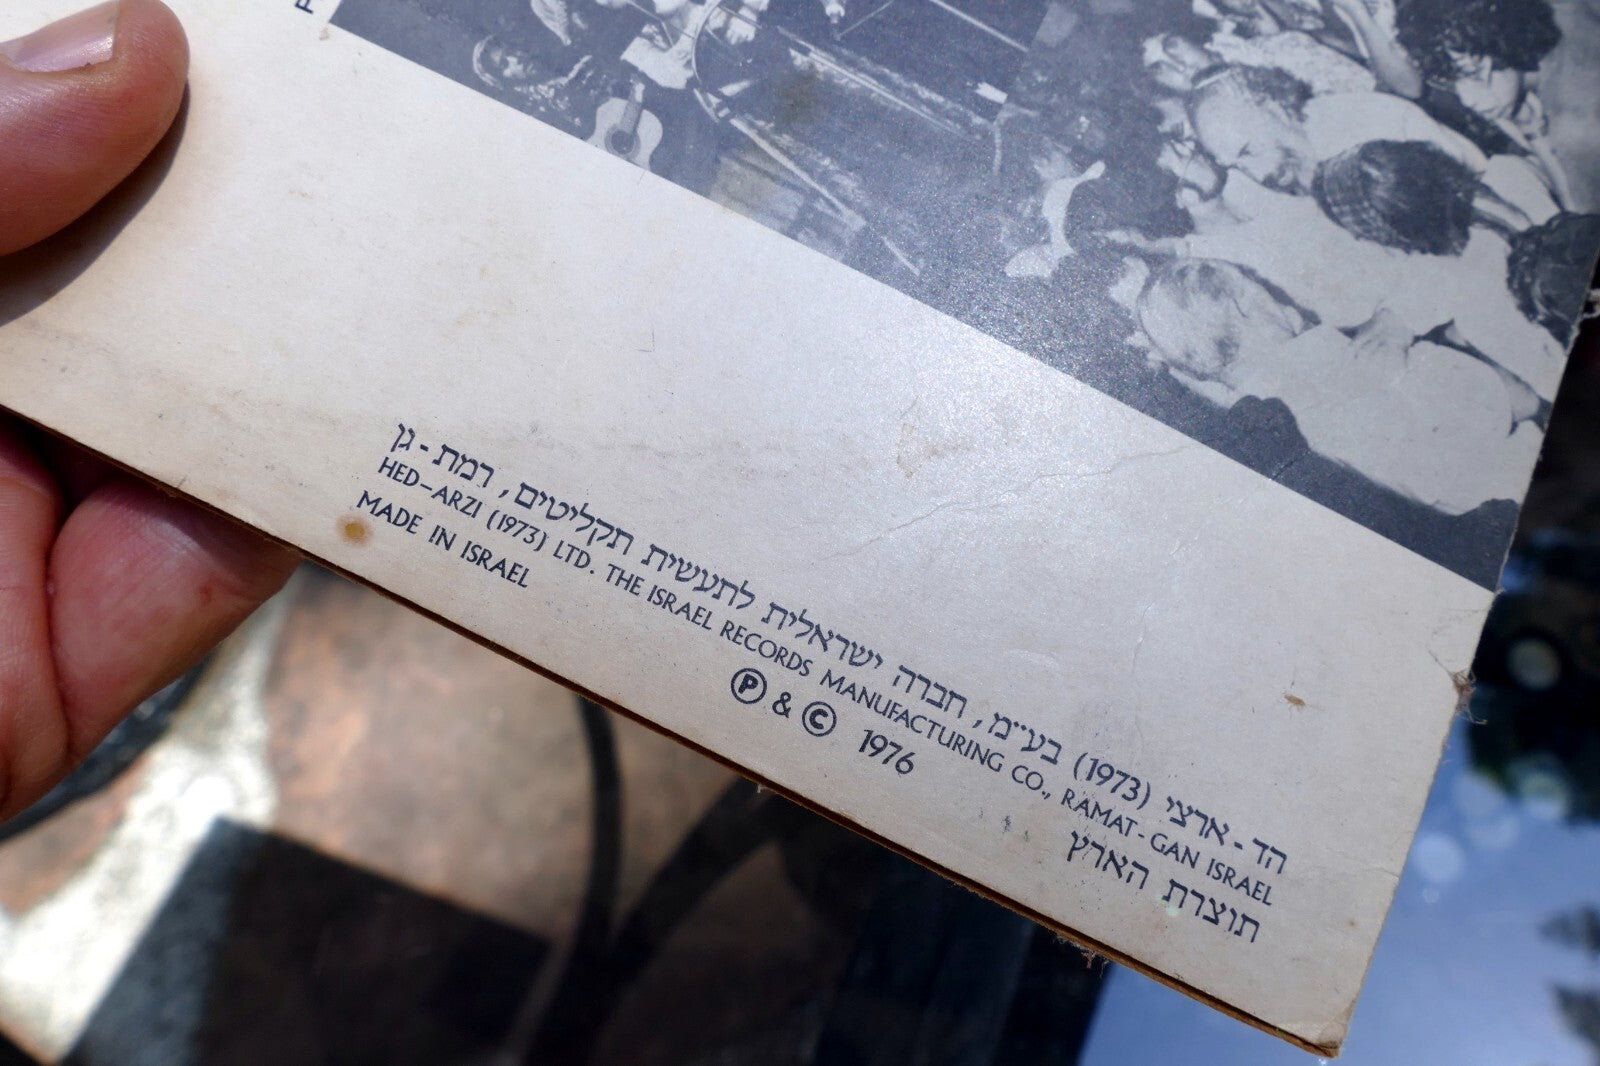 הד - ארצי (1973) בע״מ, חברה ישראלית לתעשית תקליטים, רמת - גן
HED-ARZI (1973) LTD. THE ISRAEL RECORDS MANUFACTURING CO., RAMAT-GAN ISRAEL
MADE IN ISRAEL
Ⓟ & © 1976
תוצרת הארץ